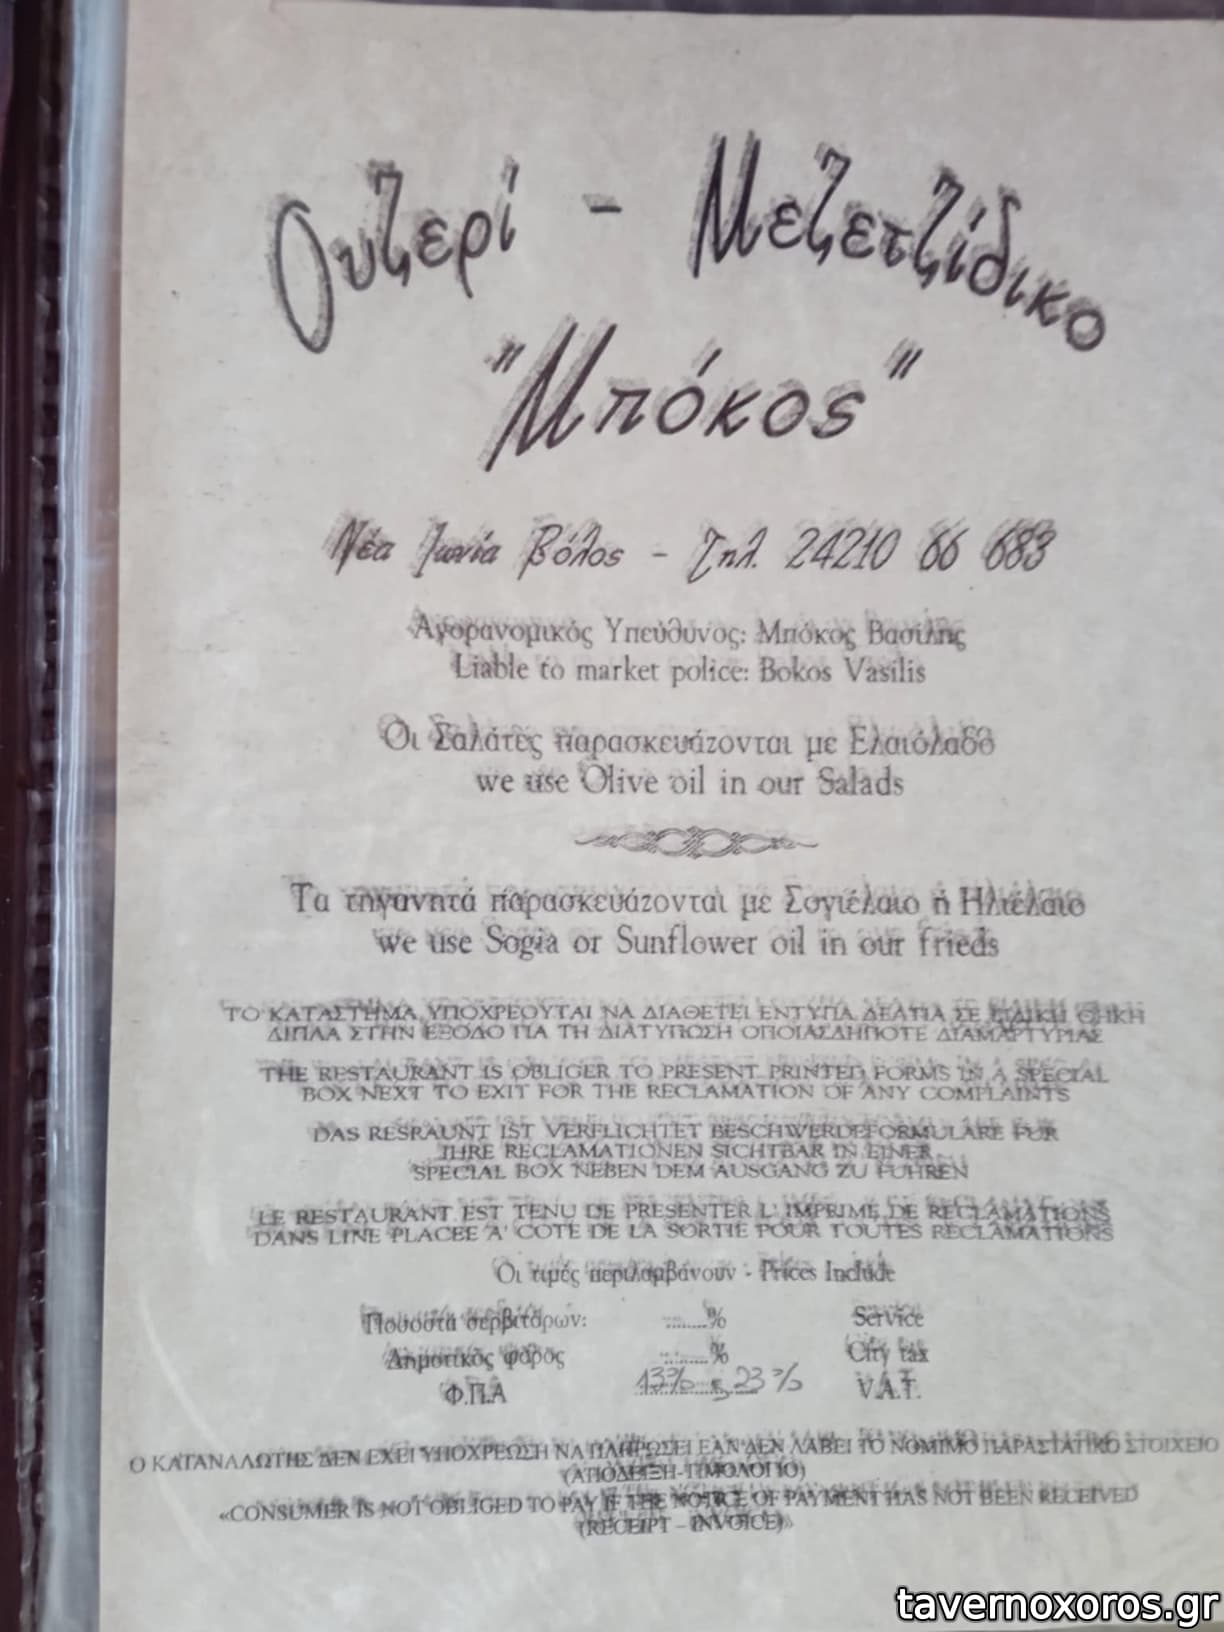 Ουζερί - Μεζετζίδικο
"Μπόκος"
Νέα Ιωνία Βόλος - Τηλ. 24210 66 683
Αγορανομικός Υπεύθυνος: Μπόκος Βασίλης
Liable to market police: Bokos Vasilis
Οι Σαλάτες παρασκευάζονται με Ελαιόλαδο
we use Olive oil in our Salads
Τα τηγανητά παρασκευάζονται με Σογιέλαιο ή Ηλιέλαιο
we use Sogia or Sunflower oil in our frieds
ΤΟ ΚΑΤΑΣΤΗΜΑ ΥΠΟΧΡΕΟΥΤΑΙ ΝΑ ΔΙΑΘΕΤΕΙ ΕΝΤΥΠΑ ΔΕΛΤΙΑ ΣΕ ΕΙΔΙΚΗ ΘΗΚΗ
ΔΙΠΛΑ ΣΤΗΝ ΕΞΟΔΟ ΓΙΑ ΤΗ ΔΙΑΤΥΠΩΣΗ ΟΠΟΙΑΣΔΗΠΟΤΕ ΔΙΑΜΑΡΤΥΡΙΑΣ
THE RESTAURANT IS OBLIGER TO PRESENT PRINTED FORMS IN A SPECIAL
BOX NEXT TO EXIT FOR THE RECLAMATION OF ANY COMPLAINTS
DAS RESRAUNT IST VERFLICHTET BESCHWERDEFORMULARE FUR
IHRE RECLAMATIONEN SICHTBAR IN EINER
SPECIAL BOX NEBEN DEM AUSGANG ZU FUHREN
LE RESTAURANT EST TENU DE PRESENTER L' IMPRIME DE RECLAMATIONS
DANS LINE PLACEE A' COTE DE LA SORTIE POUR TOUTES RECLAMATIONS
Οι τιμές περιλαμβάνουν - Prices Include
Ποσοστά σερβιτόρων: ........% Service
Δημοτικός φόρος ........% City tax
Φ.Π.Α 13% ς 23% V.A.T.
Ο ΚΑΤΑΝΑΛΩΤΗΣ ΔΕΝ ΕΧΕΙ ΥΠΟΧΡΕΩΣΗ ΝΑ ΠΛΗΡΩΣΕΙ ΕΑΝ ΔΕΝ ΛΑΒΕΙ ΤΟ ΝΟΜΙΜΟ ΠΑΡΑΣΤΑΤΙΚΟ ΣΤΟΙΧΕΙΟ
(ΑΠΟΔΕΙΞΗ-ΤΙΜΟΛΟΓΙΟ)
«CONSUMER IS NOT OBLIGED TO PAY IF THE NOTICE OF PAYMENT HAS NOT BEEN RECEIVED
(RECEIPT – INVOICE)»
tavernoxoros.gr